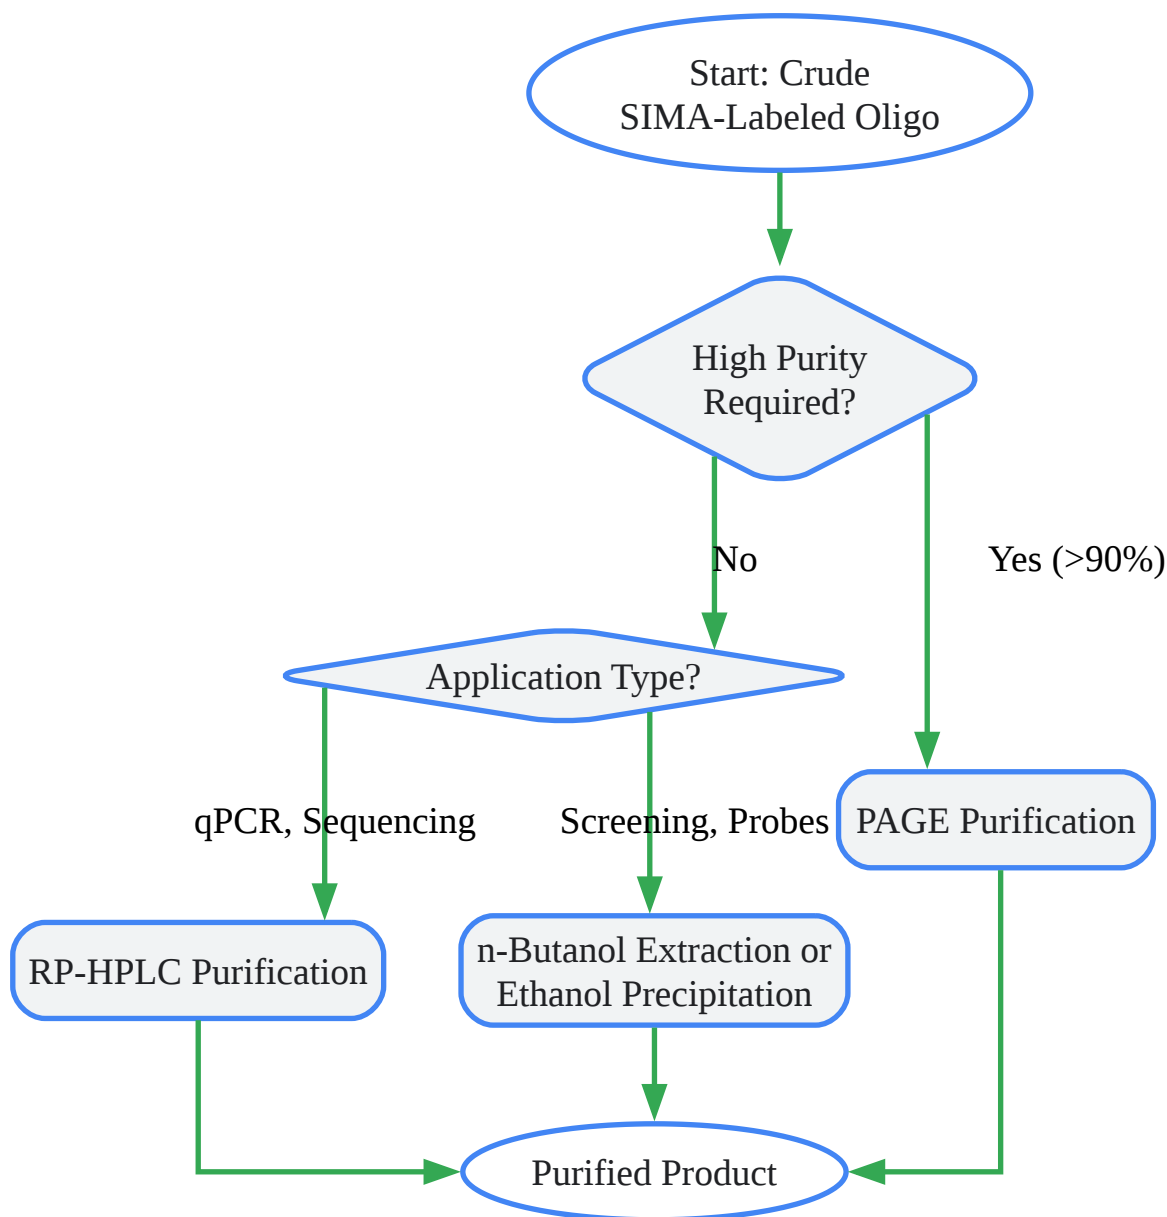 Start: Crude
SIMA-Labeled Oligo
High Purity
Required?
No
Yes (>90%)
Application Type?
qPCR, Sequencing
Screening, Probes
PAGE Purification
RP-HPLC Purification
n-Butanol Extraction or
Ethanol Precipitation
Purified Product